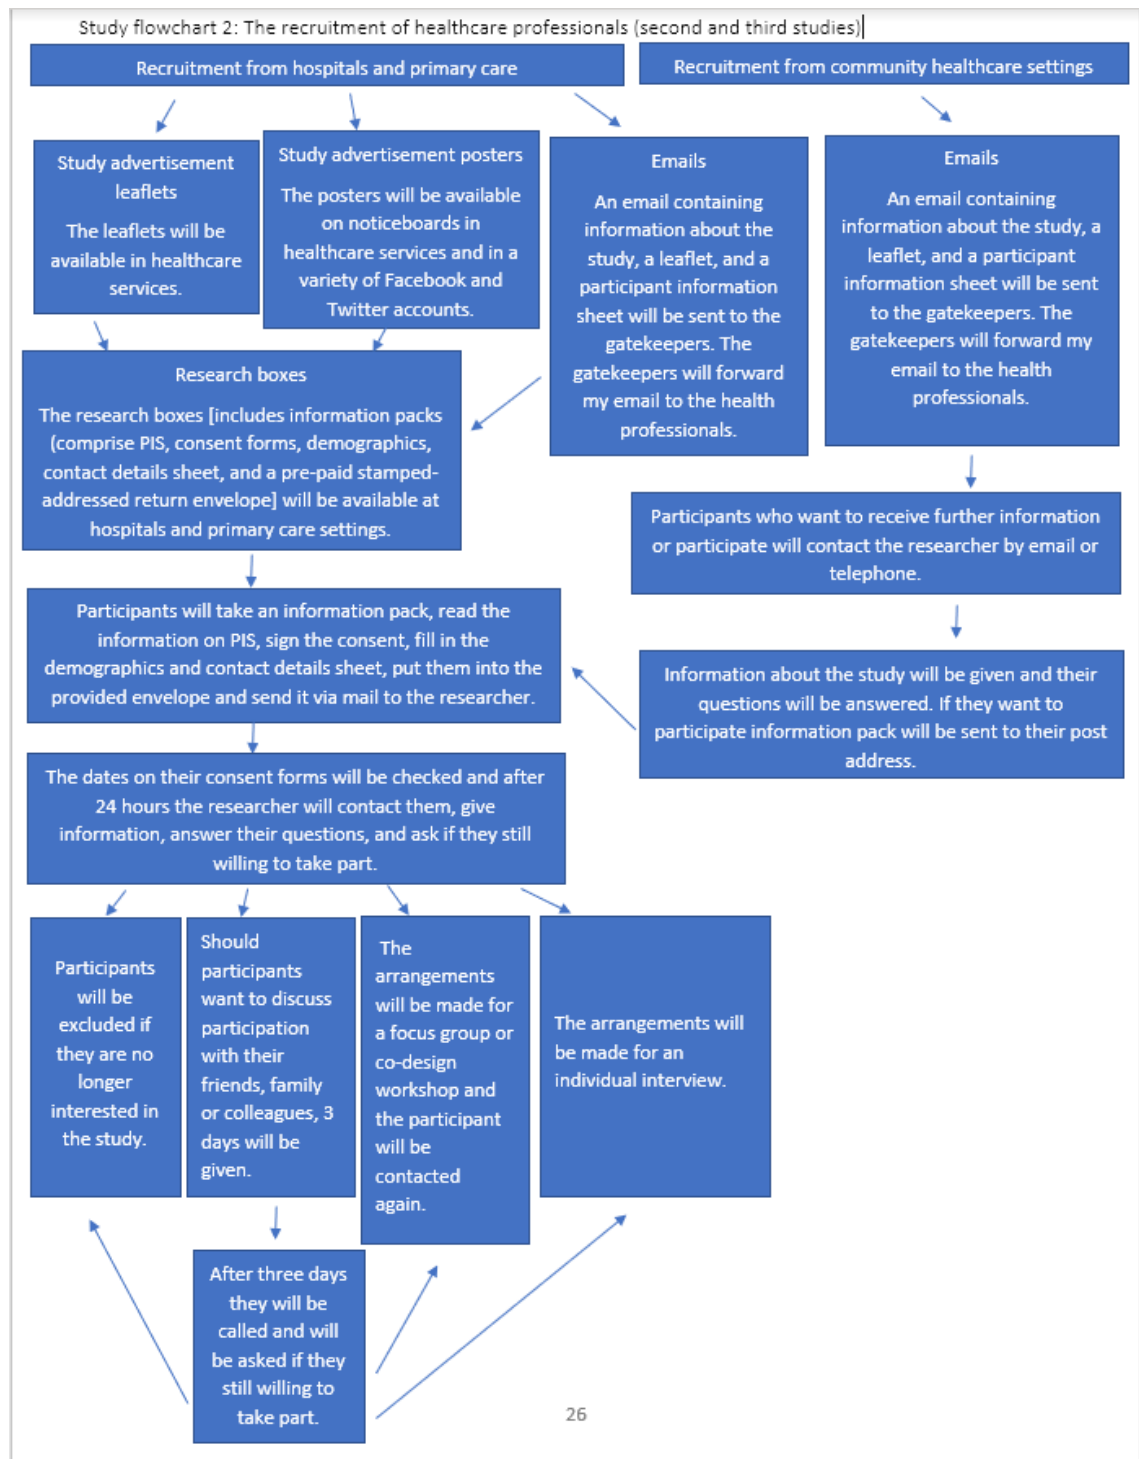 Study flowchart 2: The recruitment of healthcare professionals (second and third studies)
Recruitment from hospitals and primary care
Recruitment from community healthcare settings
Study advertisement
leaflets
The leaflets will be
available in healthcare
services.
Study advertisement posters
The posters will be available
on noticeboards in
healthcare services and in a
variety of Facebook and
Twitter accounts.
Emails
An email containing
information about the
study, a leaflet, and a
participant information
sheet will be sent to the
gatekeepers. The
gatekeepers will forward
my email to the health
professionals.
Emails
An email containing
information about the study, a
leaflet, and a participant
information sheet will be sent
to the gatekeepers. The
gatekeepers will forward my
email to the health
professionals.
Research boxes
The research boxes [includes information packs
(comprise PIS, consent forms, demographics,
contact details sheet, and a pre-paid stamped-
addressed return envelope] will be available at
hospitals and primary care settings.
Participants who want to receive further information
or participate will contact the researcher by email or
telephone.
Participants will take an information pack, read the
information on PIS, sign the consent, fill in the
demographics and contact details sheet, put them into the
provided envelope and send it via mail to the researcher.
Information about the study will be given and their
questions will be answered. If they want to
participate information pack will be sent to their post
address.
The dates on their consent forms will be checked and after
24 hours the researcher will contact them, give
information, answer their questions, and ask if they still
willing to take part.
Participants
will be
excluded if
they are no
longer
interested in
the study.
Should
participants
want to discuss
participation
with their
friends, family
or colleagues, 3
days will be
given.
The
arrangements
will be made for
a focus group or
co-design
workshop and
the participant
will be
contacted
again.
The arrangements will
be made for an
individual interview.
After three days
they will be
called and will
be asked if they
still willing to
take part.
26